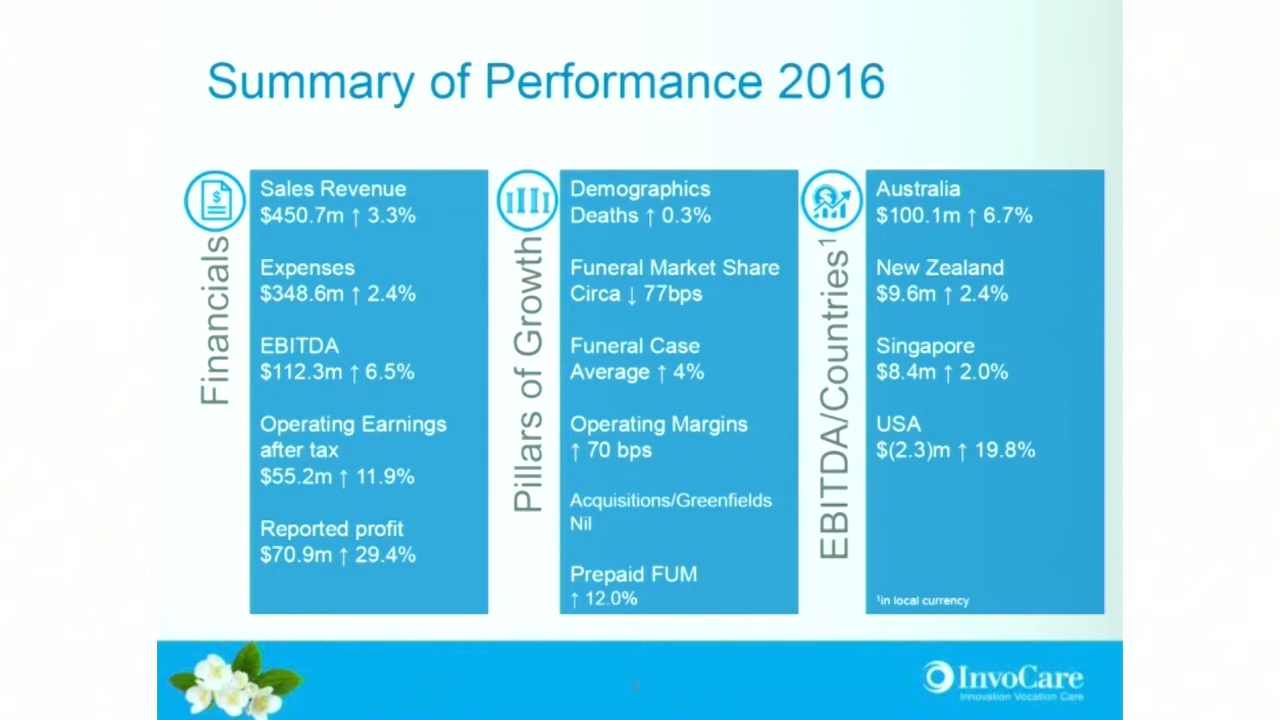 Summary of Performance 2016
Financials
Sales Revenue
$450.7m ↑ 3.3%
Expenses
$348.6m ↑ 2.4%
EBITDA
$112.3m ↑ 6.5%
Operating Earnings
after tax
$55.2m ↑ 11.9%
Reported profit
$70.9m ↑ 29.4%
Pillars of Growth
Demographics
Deaths ↑ 0.3%
Funeral Market Share
Circa ↓ 77bps
Funeral Case
Average ↑ 4%
Operating Margins
↑ 70 bps
Acquisitions/Greenfields
Nil
Prepaid FUM
↑ 12.0%
EBITDA/Countries¹
Australia
$100.1m ↑ 6.7%
New Zealand
$9.6m ↑ 2.4%
Singapore
$8.4m ↑ 2.0%
USA
$(2.3)m ↑ 19.8%
¹in local currency
InvoCare
Innovation Vocation Care